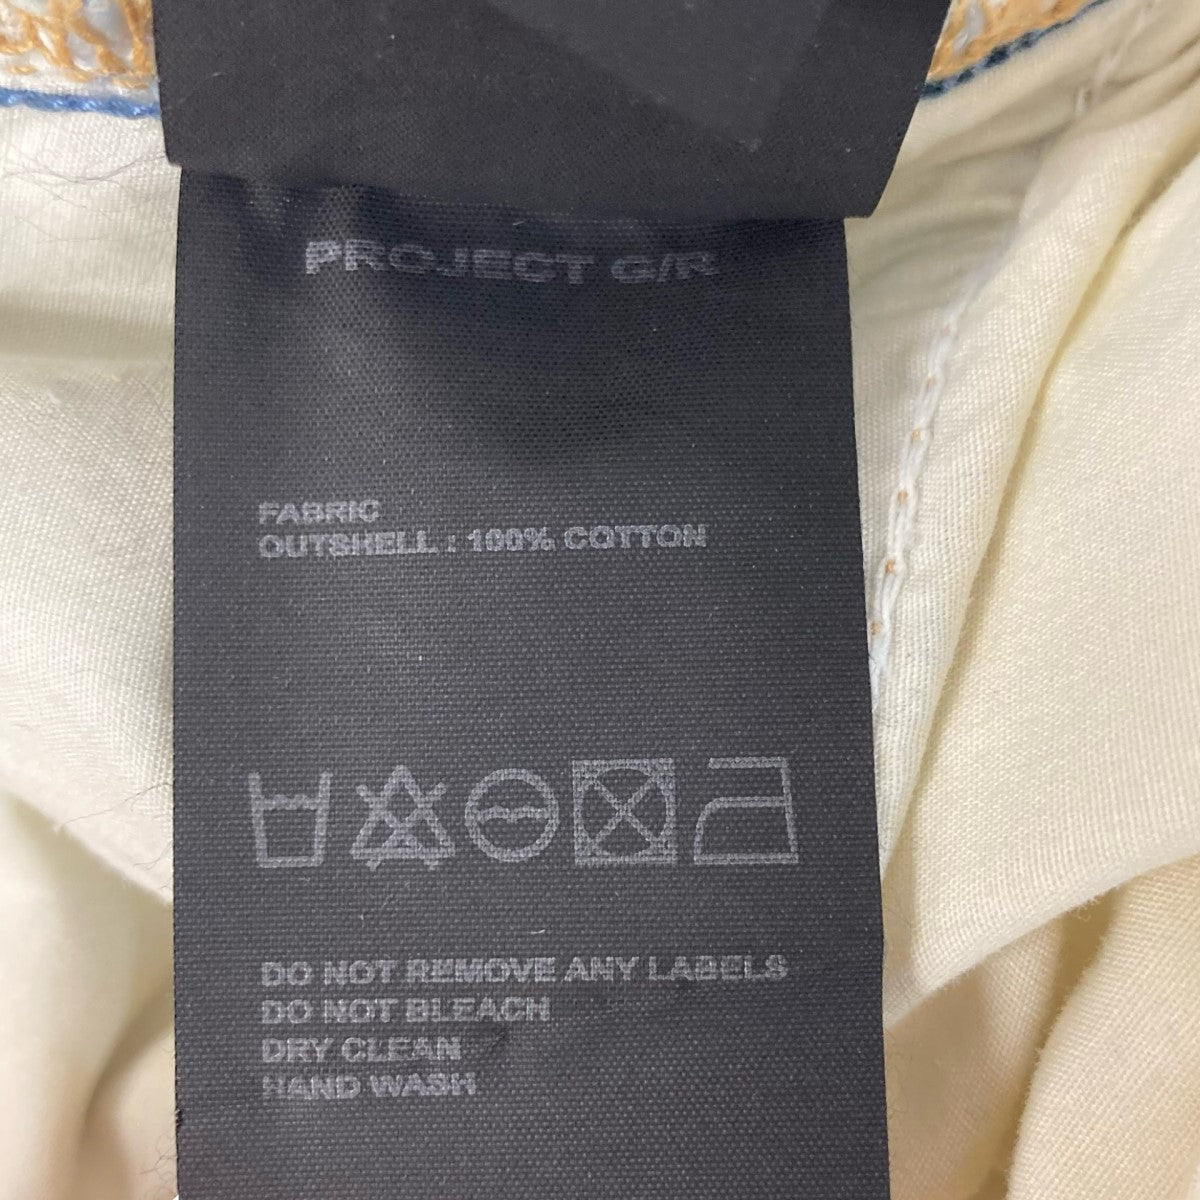 PROJECT G/R
FABRIC
OUTSHELL : 100% COTTON
DO NOT REMOVE ANY LABELS
DO NOT BLEACH
DRY CLEAN
HAND WASH